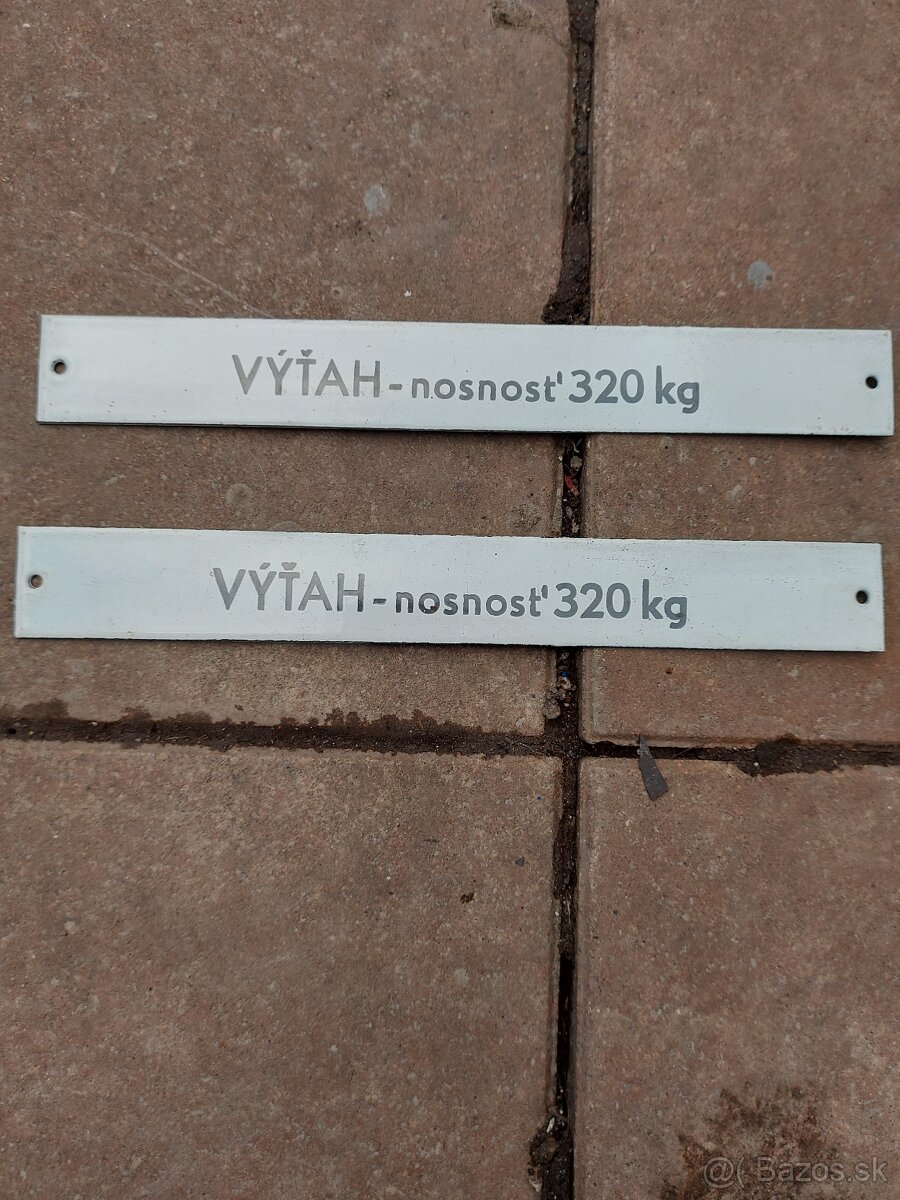 VÝŤAH - nosnosť 320 kg
VÝŤAH - nosnosť 320 kg
@( Bazos.sk